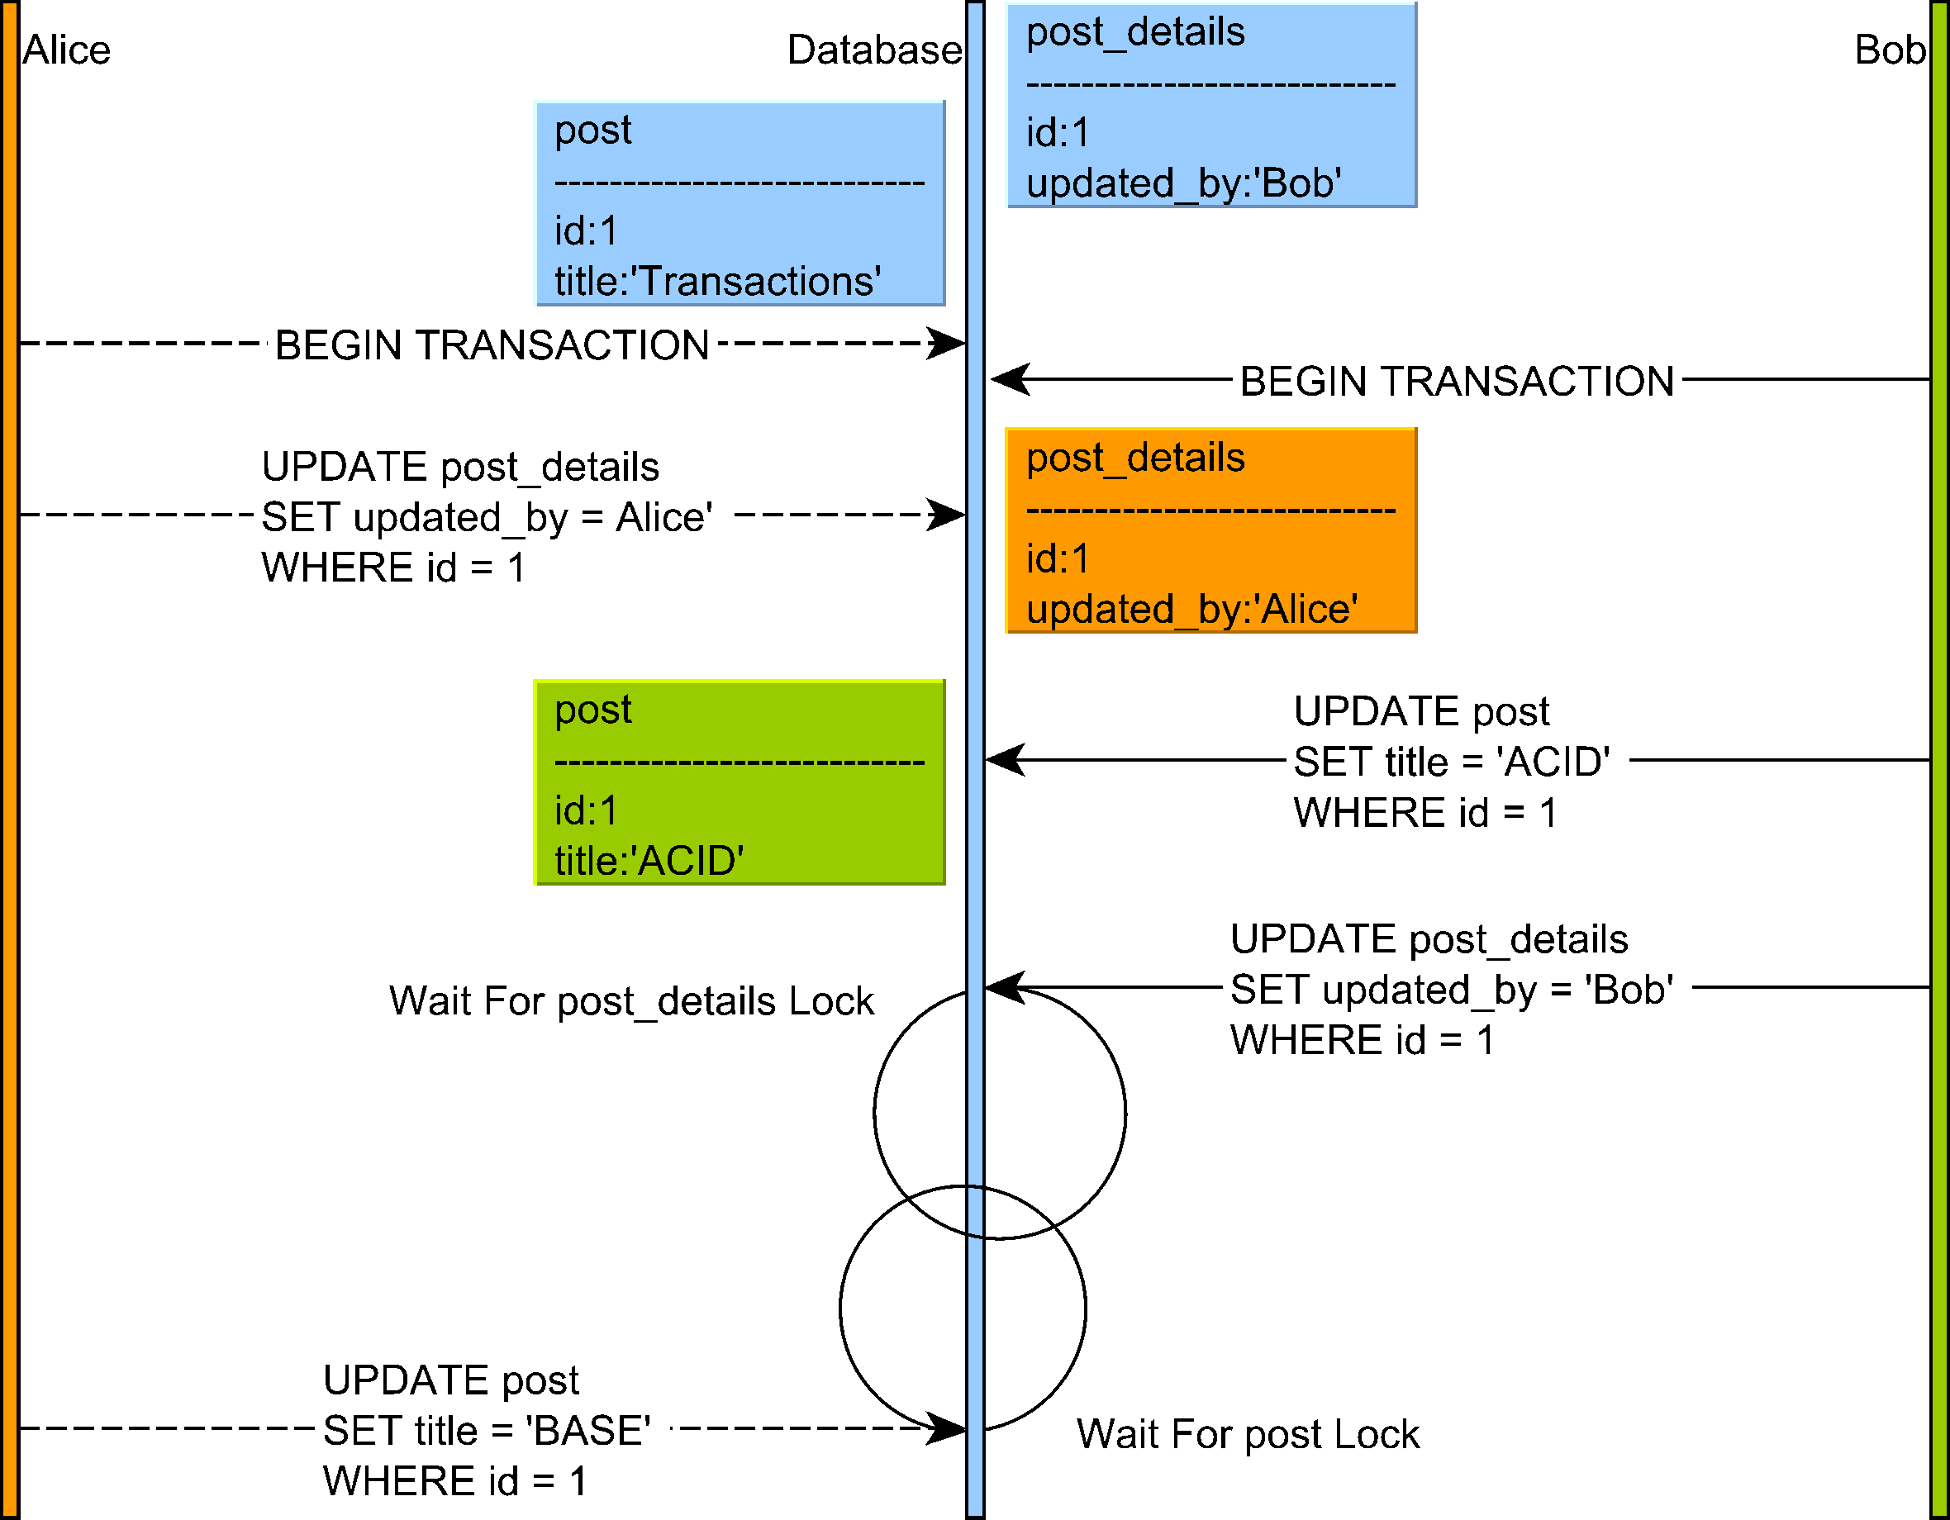 Alice
Database
Bob
post_details
---------------------------
id:1
updated_by:'Bob'
post
---------------------------
id:1
title:'Transactions'
BEGIN TRANSACTION
BEGIN TRANSACTION
UPDATE post_details
SET updated_by = Alice'
WHERE id = 1
post_details
---------------------------
id:1
updated_by:'Alice'
post
---------------------------
id:1
title:'ACID'
UPDATE post
SET title = 'ACID'
WHERE id = 1
UPDATE post_details
SET updated_by = 'Bob'
WHERE id = 1
Wait For post_details Lock
UPDATE post
SET title = 'BASE'
WHERE id = 1
Wait For post Lock